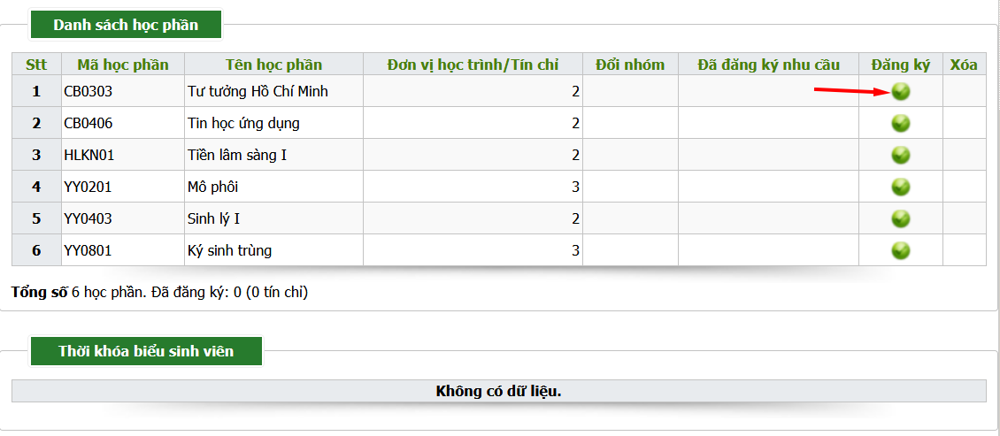 Danh sách học phần
Stt Mã học phần Tên học phần Đơn vị học trình/Tín chỉ Đổi nhóm Đã đăng ký nhu cầu Đăng ký Xóa
1 CB0303 Tư tưởng Hồ Chí Minh 2
2 CB0406 Tin học ứng dụng 2
3 HLKN01 Tiền lâm sàng I 2
4 YY0201 Mô phôi 3
5 YY0403 Sinh lý I 2
6 YY0801 Ký sinh trùng 3
Tổng số 6 học phần. Đã đăng ký: 0 (0 tín chỉ)
Thời khóa biểu sinh viên
Không có dữ liệu.